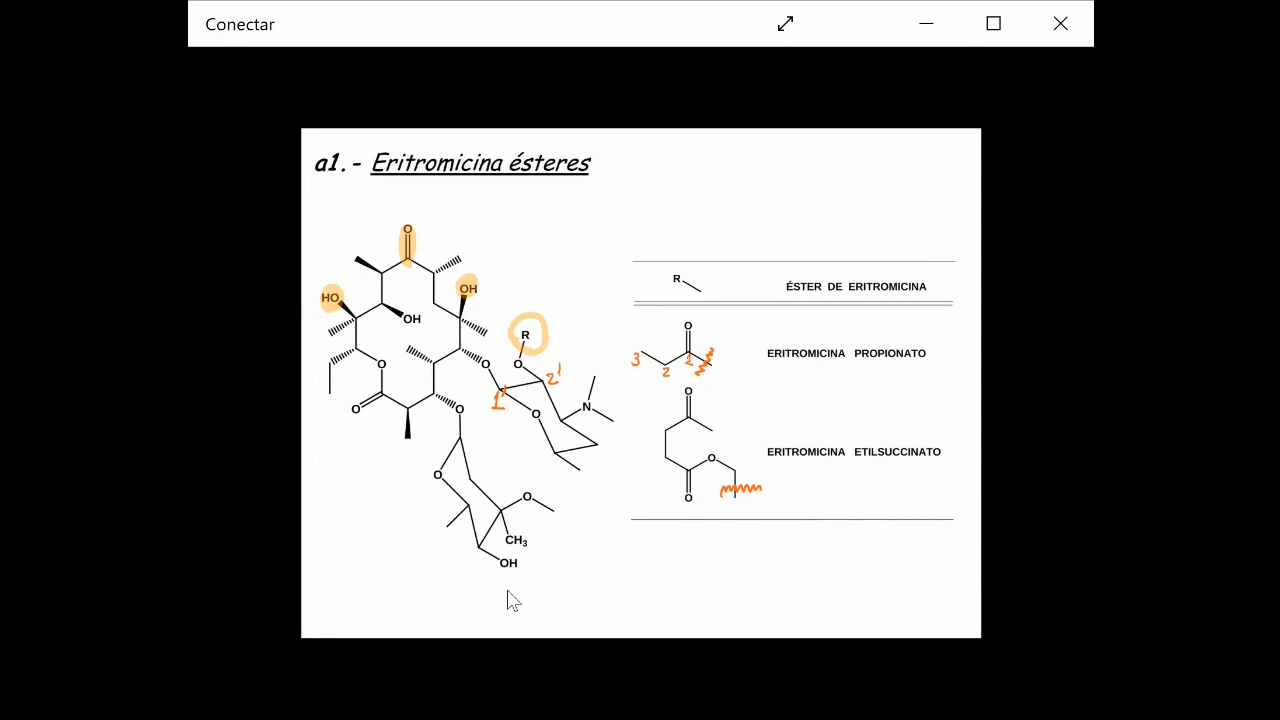 Conectar
a1.- Eritromicina ésteres
O
HO
OH
OH
R
O
O
2'
1'
O
N
O
O
O
O
O
CH3
OH
R
ÉSTER DE ERITROMICINA
O
3
2
1
ERITROMICINA PROPIONATO
O
O
O
ERITROMICINA ETILSUCCINATO